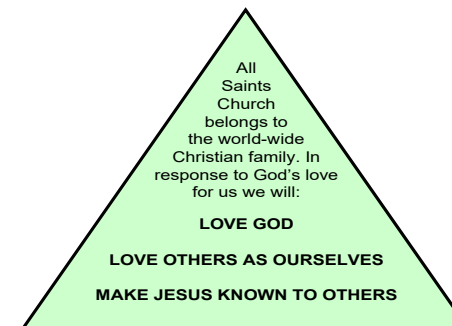 All
Saints
Church
belongs to
the world-wide
Christian family. In
response to God’s love
for us we will:
LOVE GOD
LOVE OTHERS AS OURSELVES
MAKE JESUS KNOWN TO OTHERS